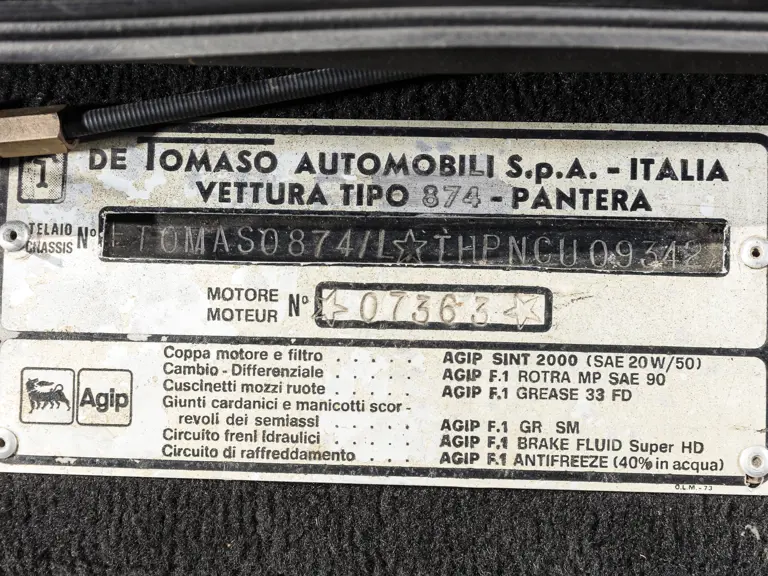 T
DE TOMASO AUTOMOBILI S.p.A. - ITALIA
VETTURA TIPO 874 - PANTERA
TELAIO
CHASSIS N° TOMASO874/L☆THPNCU09342
MOTORE
MOTEUR N° ☆07363☆
Coppa motore e filtro . . . . . AGIP SINT 2000 (SAE 20W/50)
Cambio - Differenziale . . . . . AGIP F.1 ROTRA MP SAE 90
Cuscinetti mozzi ruote . . . . . AGIP F.1 GREASE 33 FD
Giunti cardanici e manicotti scor-
revoli dei semiassi . . . . . AGIP F.1 GR SM
Circuito freni idraulici . . . . . AGIP F.1 BRAKE FLUID Super HD
Circuito di raffreddamento . . . . AGIP F.1 ANTIFREEZE (40% in acqua)
Agip
O.L.M. - 73